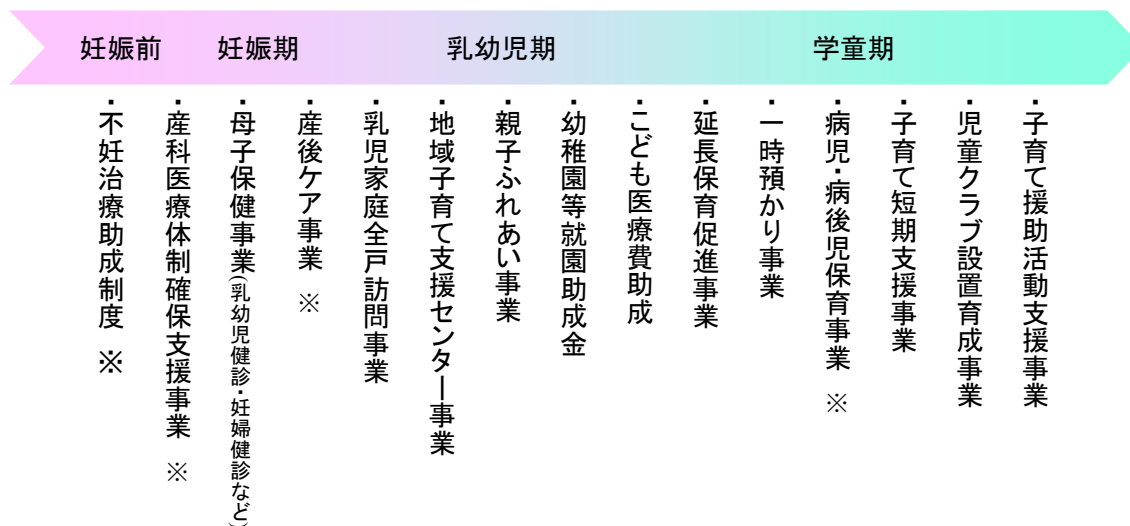 妊娠前
妊娠期
乳幼児期
学童期
・不妊治療助成制度 ※
・産科医療体制確保支援事業 ※
・母子保健事業(乳幼児健診・妊婦健診など)
・産後ケア事業 ※
・乳児家庭全戸訪問事業
・地域子育て支援センター事業
・親子ふれあい事業
・幼稚園等就園助成金
・こども医療費助成
・延長保育促進事業
・一時預かり事業
・病児・病後児保育事業 ※
・子育て短期支援事業
・児童クラブ設置育成事業
・子育て援助活動支援事業